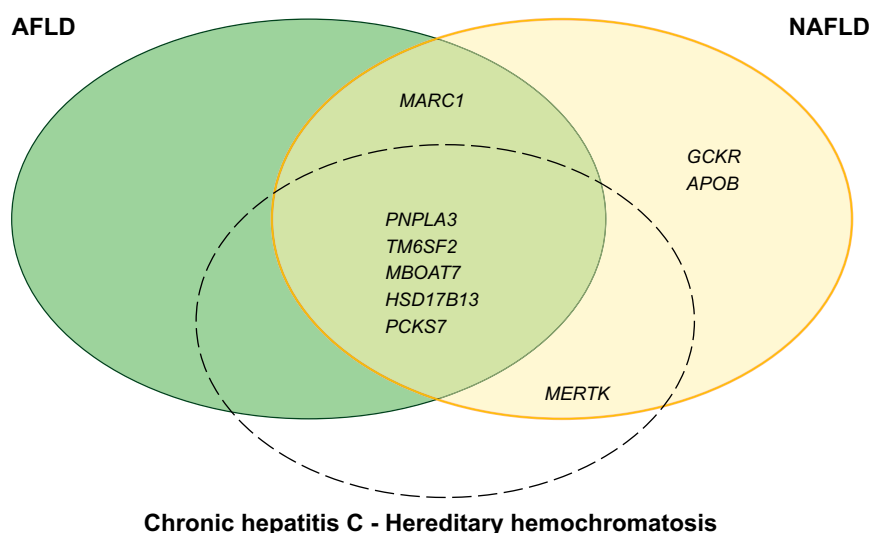 AFLD
NAFLD
MARC1
GCKR
APOB
PNPLA3
TM6SF2
MBOAT7
HSD17B13
PCKS7
MERTK
Chronic hepatitis C - Hereditary hemochromatosis